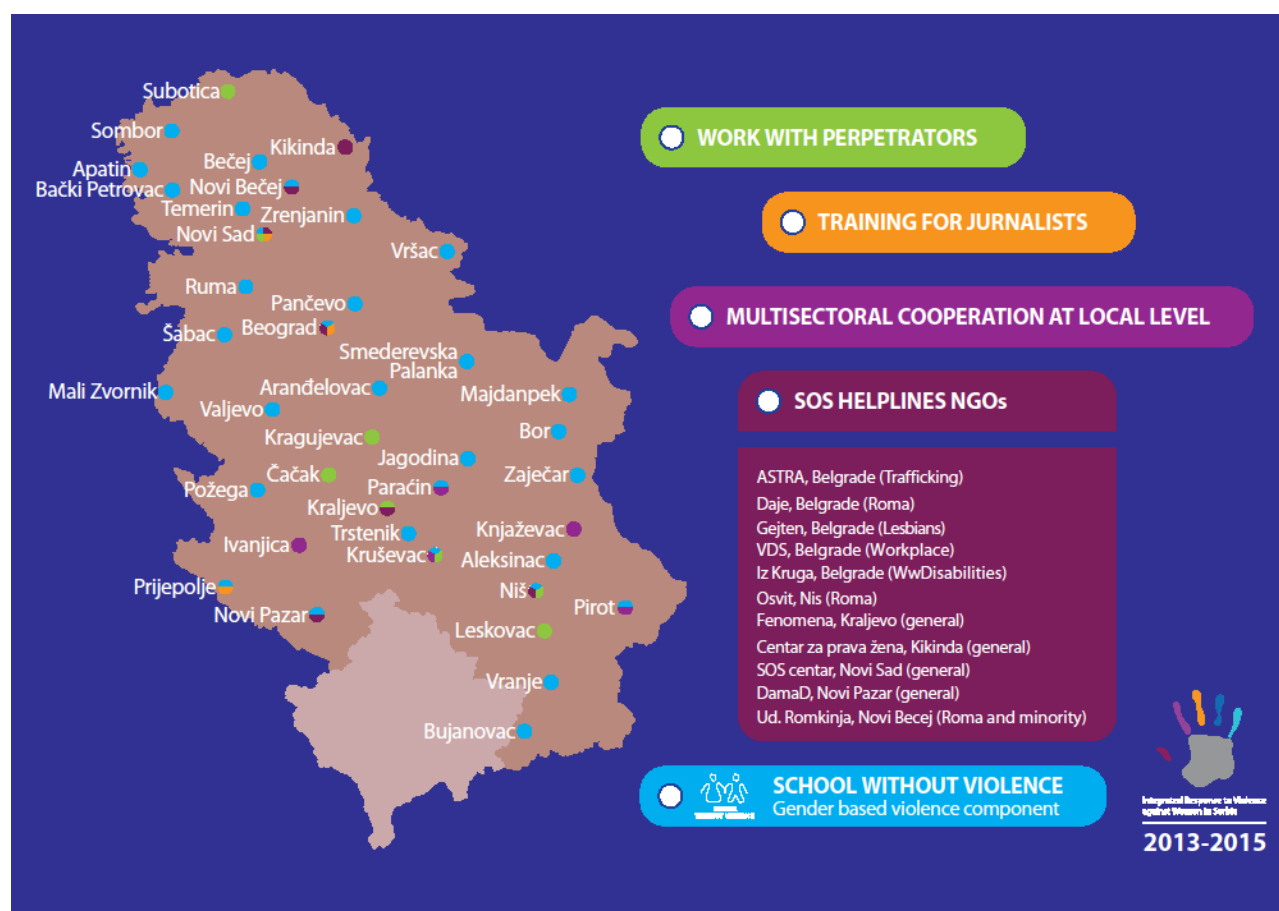 Subotica
Sombor
Kikinda
Apatin
Bečej
Bački Petrovac
Novi Bečej
Temerin
Zrenjanin
Novi Sad
Vršac
Ruma
Pančevo
Šabac
Beograd
Smederevska
Palanka
Mali Zvornik
Aranđelovac
Majdanpek
Valjevo
Bor
Kragujevac
Jagodina
Čačak
Zaječar
Požega
Paraćin
Kraljevo
Trstenik
Knjaževac
Ivanjica
Kruševac
Aleksinac
Prijepolje
Niš
Novi Pazar
Pirot
Leskovac
Vranje
Bujanovac
WORK WITH PERPETRATORS
TRAINING FOR JURNALISTS
MULTISECTORAL COOPERATION AT LOCAL LEVEL
SOS HELPLINES NGOs
ASTRA, Belgrade (Trafficking)
Daje, Belgrade (Roma)
Gejten, Belgrade (Lesbians)
VDS, Belgrade (Workplace)
Iz Kruga, Belgrade (WwDisabilities)
Osvit, Nis (Roma)
Fenomena, Kraljevo (general)
Centar za prava žena, Kikinda (general)
SOS centar, Novi Sad (general)
DamaD, Novi Pazar (general)
Ud. Romkinja, Novi Becej (Roma and minority)
SCHOOL WITHOUT VIOLENCE
Gender based violence component
Integrated Response to Violence
against Women in Serbia
2013-2015